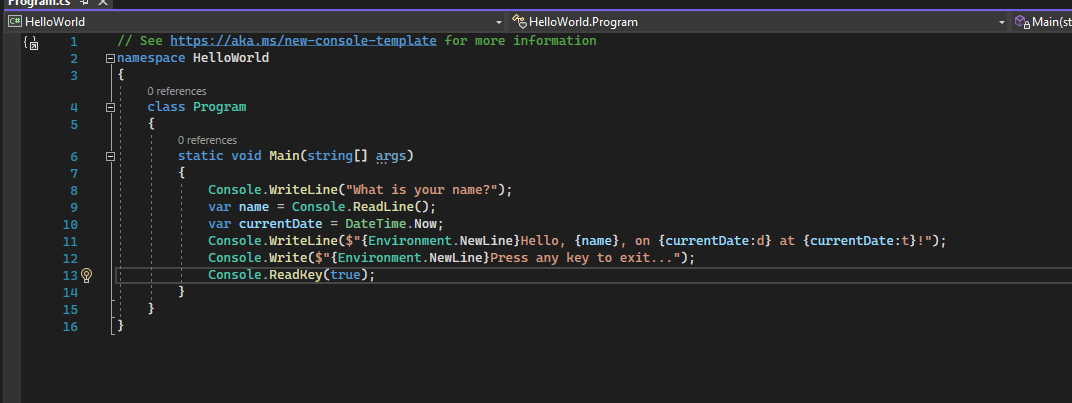 Program.cs
C# HelloWorld
HelloWorld.Program
Main(st
1 // See https://aka.ms/new-console-template for more information
2 namespace HelloWorld
3 {
0 references
4 class Program
5 {
0 references
6 static void Main(string[] args)
7 {
8 Console.WriteLine("What is your name?");
9 var name = Console.ReadLine();
10 var currentDate = DateTime.Now;
11 Console.WriteLine($"{Environment.NewLine}Hello, {name}, on {currentDate:d} at {currentDate:t}!");
12 Console.Write($"{Environment.NewLine}Press any key to exit...");
13 Console.ReadKey(true);
14 }
15 }
16 }